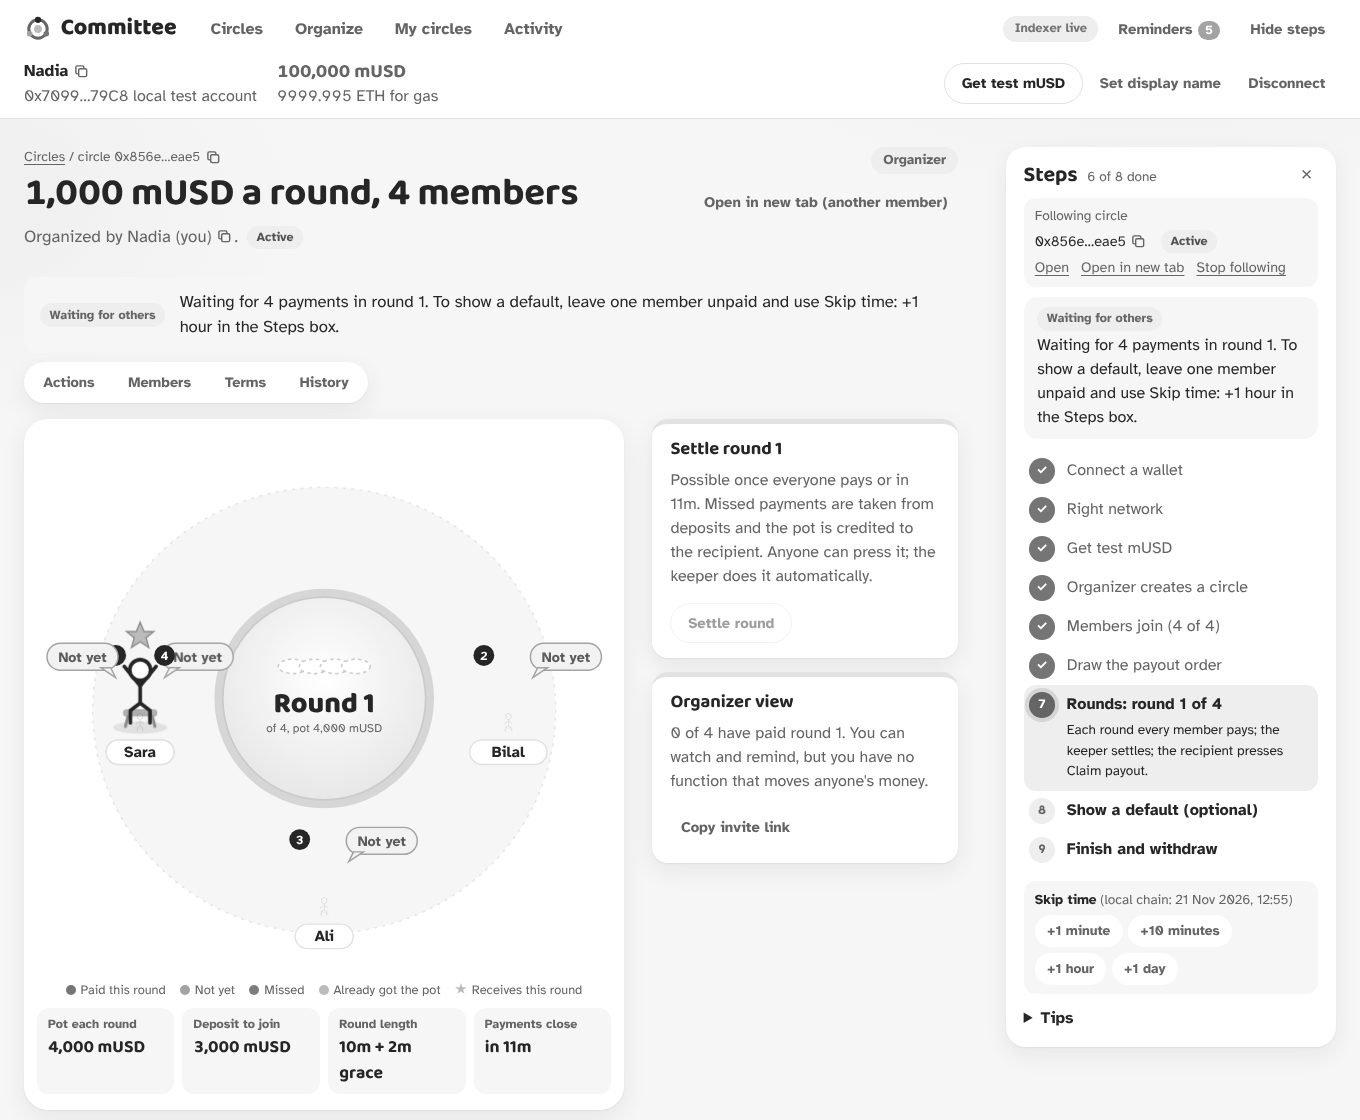 Committee
Circles
Organize
My circles
Activity
Indexer live
Reminders 5
Hide steps
Nadia
0x7099...79C8 local test account
100,000 mUSD
9999.995 ETH for gas
Get test mUSD
Set display name
Disconnect
Circles / circle 0x856e...eae5
Organizer
1,000 mUSD a round, 4 members
Open in new tab (another member)
Organized by Nadia (you) . Active
Waiting for others
Waiting for 4 payments in round 1. To show a default, leave one member unpaid and use Skip time: +1
hour in the Steps box.
Actions
Members
Terms
History
Not yet
4
Not yet
2
Not yet
Round 1
of 4, pot 4,000 mUSD
Sara
Bilal
3
Not yet
Ali
Paid this round
Not yet
Missed
Already got the pot
Receives this round
Pot each round
4,000 mUSD
Deposit to join
3,000 mUSD
Round length
10m + 2m
grace
Payments close
in 11m
Settle round 1
Possible once everyone pays or in
11m. Missed payments are taken from
deposits and the pot is credited to
the recipient. Anyone can press it; the
keeper does it automatically.
Settle round
Organizer view
0 of 4 have paid round 1. You can
watch and remind, but you have no
function that moves anyone's money.
Copy invite link
Steps 6 of 8 done
Following circle
0x856e...eae5 Active
Open Open in new tab Stop following
Waiting for others
Waiting for 4 payments in round 1. To
show a default, leave one member
unpaid and use Skip time: +1 hour in
the Steps box.
Connect a wallet
Right network
Get test mUSD
Organizer creates a circle
Members join (4 of 4)
Draw the payout order
7 Rounds: round 1 of 4
Each round every member pays; the
keeper settles; the recipient presses
Claim payout.
8 Show a default (optional)
9 Finish and withdraw
Skip time (local chain: 21 Nov 2026, 12:55)
+1 minute
+10 minutes
+1 hour
+1 day
Tips